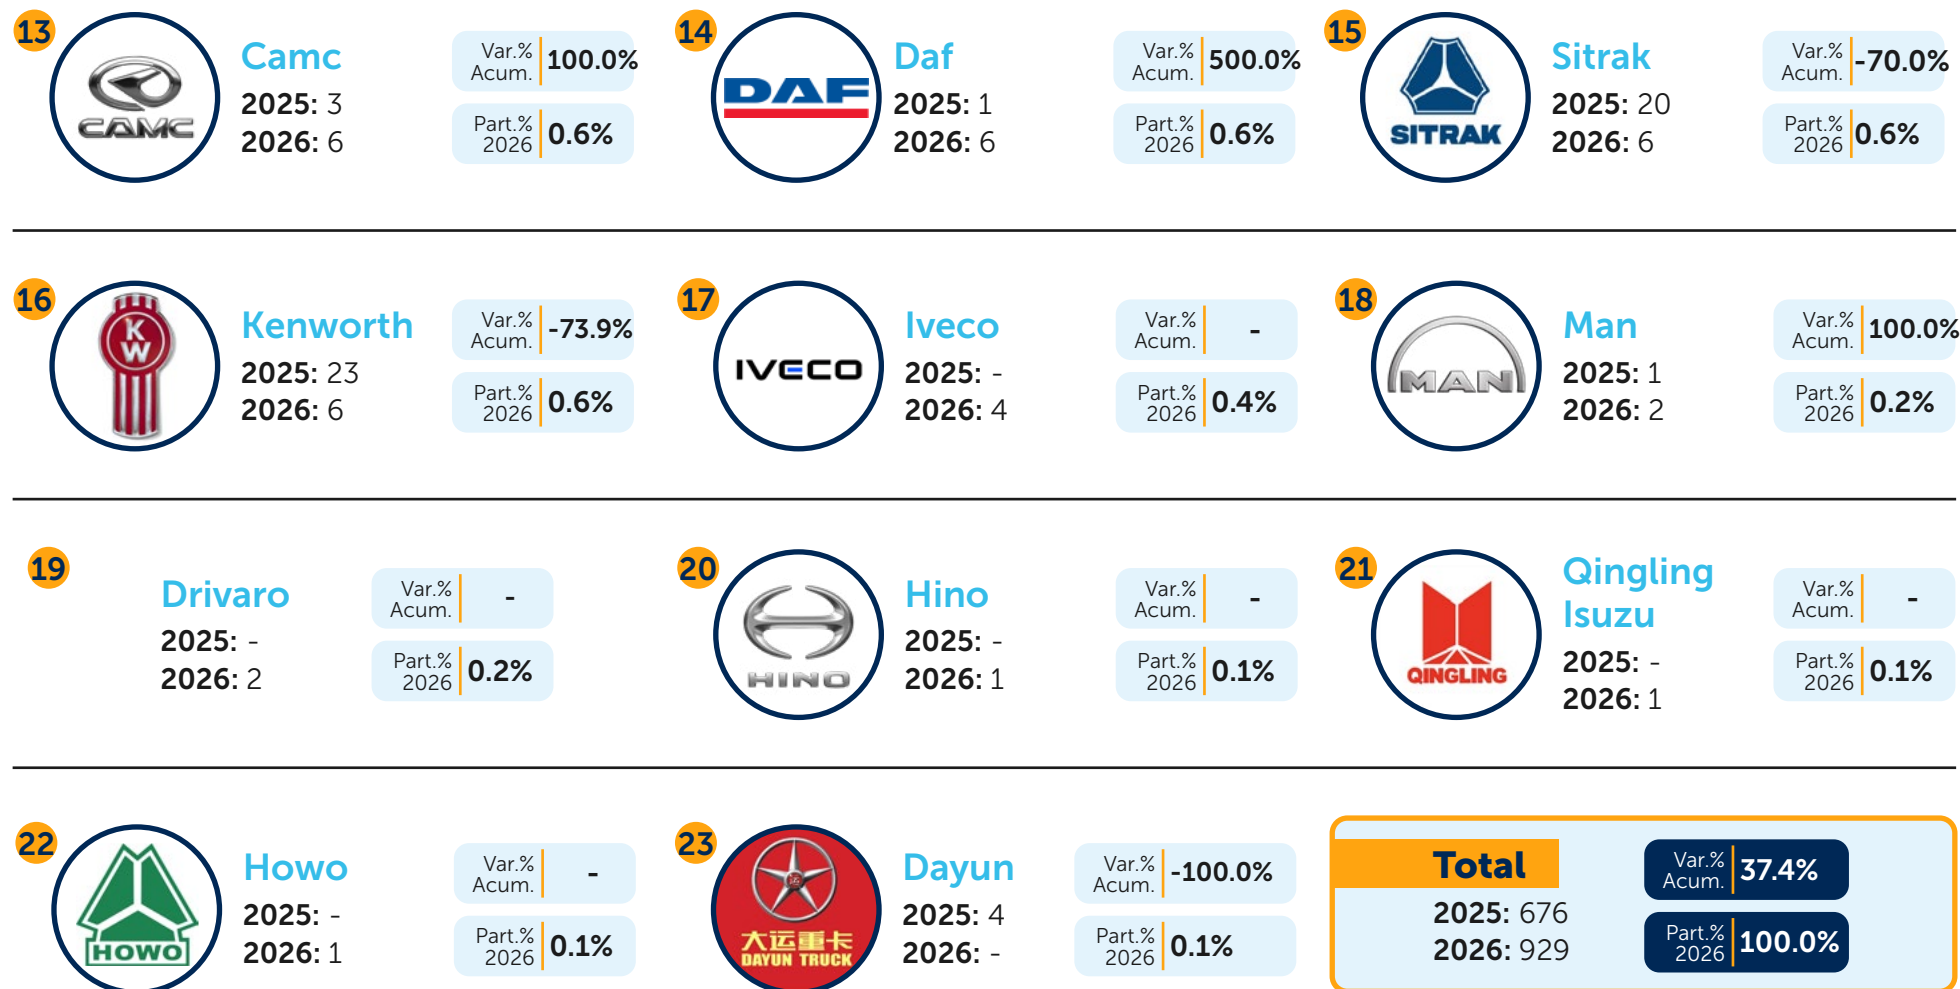 13
CAMC
Camc
2025: 3
2026: 6
Var.% Acum. 100.0%
Part.% 2026 0.6%
14
DAF
Daf
2025: 1
2026: 6
Var.% Acum. 500.0%
Part.% 2026 0.6%
15
SITRAK
Sitrak
2025: 20
2026: 6
Var.% Acum. -70.0%
Part.% 2026 0.6%
16
KW
Kenworth
2025: 23
2026: 6
Var.% Acum. -73.9%
Part.% 2026 0.6%
17
IVECO
Iveco
2025: -
2026: 4
Var.% Acum. -
Part.% 2026 0.4%
18
MAN
Man
2025: 1
2026: 2
Var.% Acum. 100.0%
Part.% 2026 0.2%
19
Drivaro
2025: -
2026: 2
Var.% Acum. -
Part.% 2026 0.2%
20
HINO
Hino
2025: -
2026: 1
Var.% Acum. -
Part.% 2026 0.1%
21
QINGLING
Qingling
Isuzu
2025: -
2026: 1
Var.% Acum. -
Part.% 2026 0.1%
22
HOWO
Howo
2025: -
2026: 1
Var.% Acum. -
Part.% 2026 0.1%
23
大运重卡
DAYUN TRUCK
Dayun
2025: 4
2026: -
Var.% Acum. -100.0%
Part.% 2026 0.1%
Total
2025: 676
2026: 929
Var.% Acum. 37.4%
Part.% 2026 100.0%